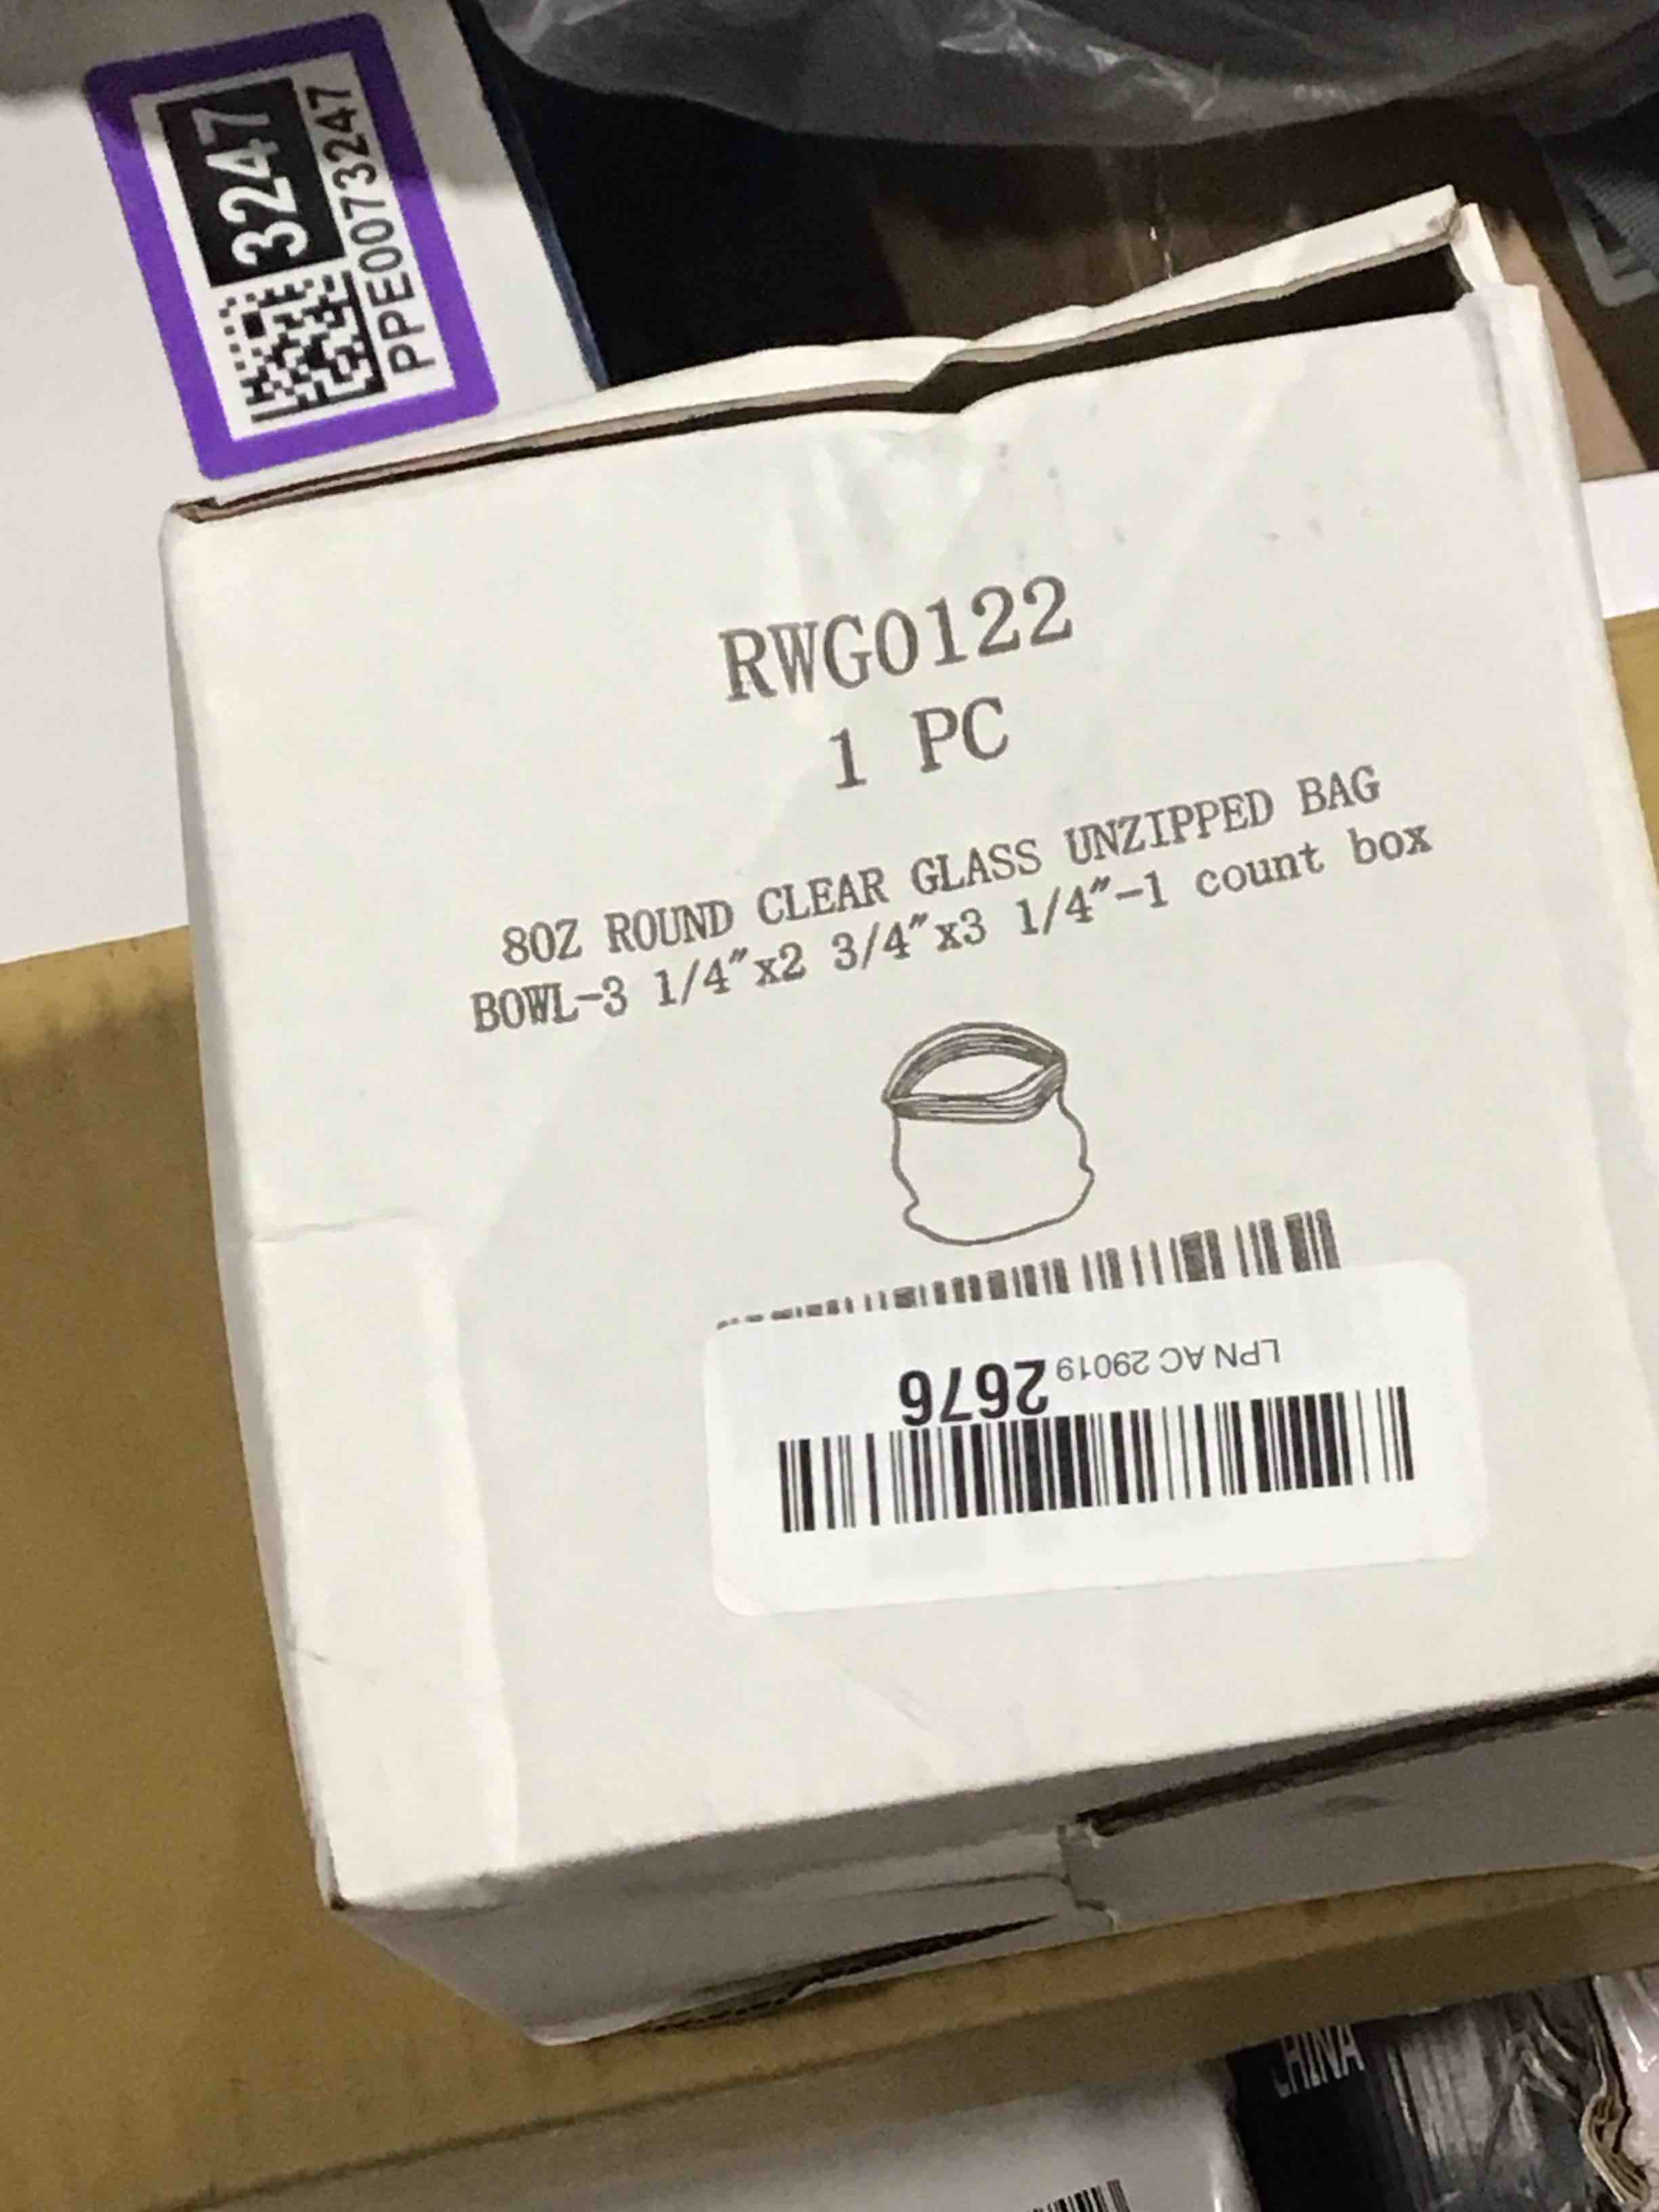 3247
PPE0073247
RWG0122
1 PC
8OZ ROUND CLEAR GLASS UNZIPPED BAG
BOWL-3 1/4"x2 3/4"x3 1/4"-1 count box
LPN AC 29019 2676
CHINA